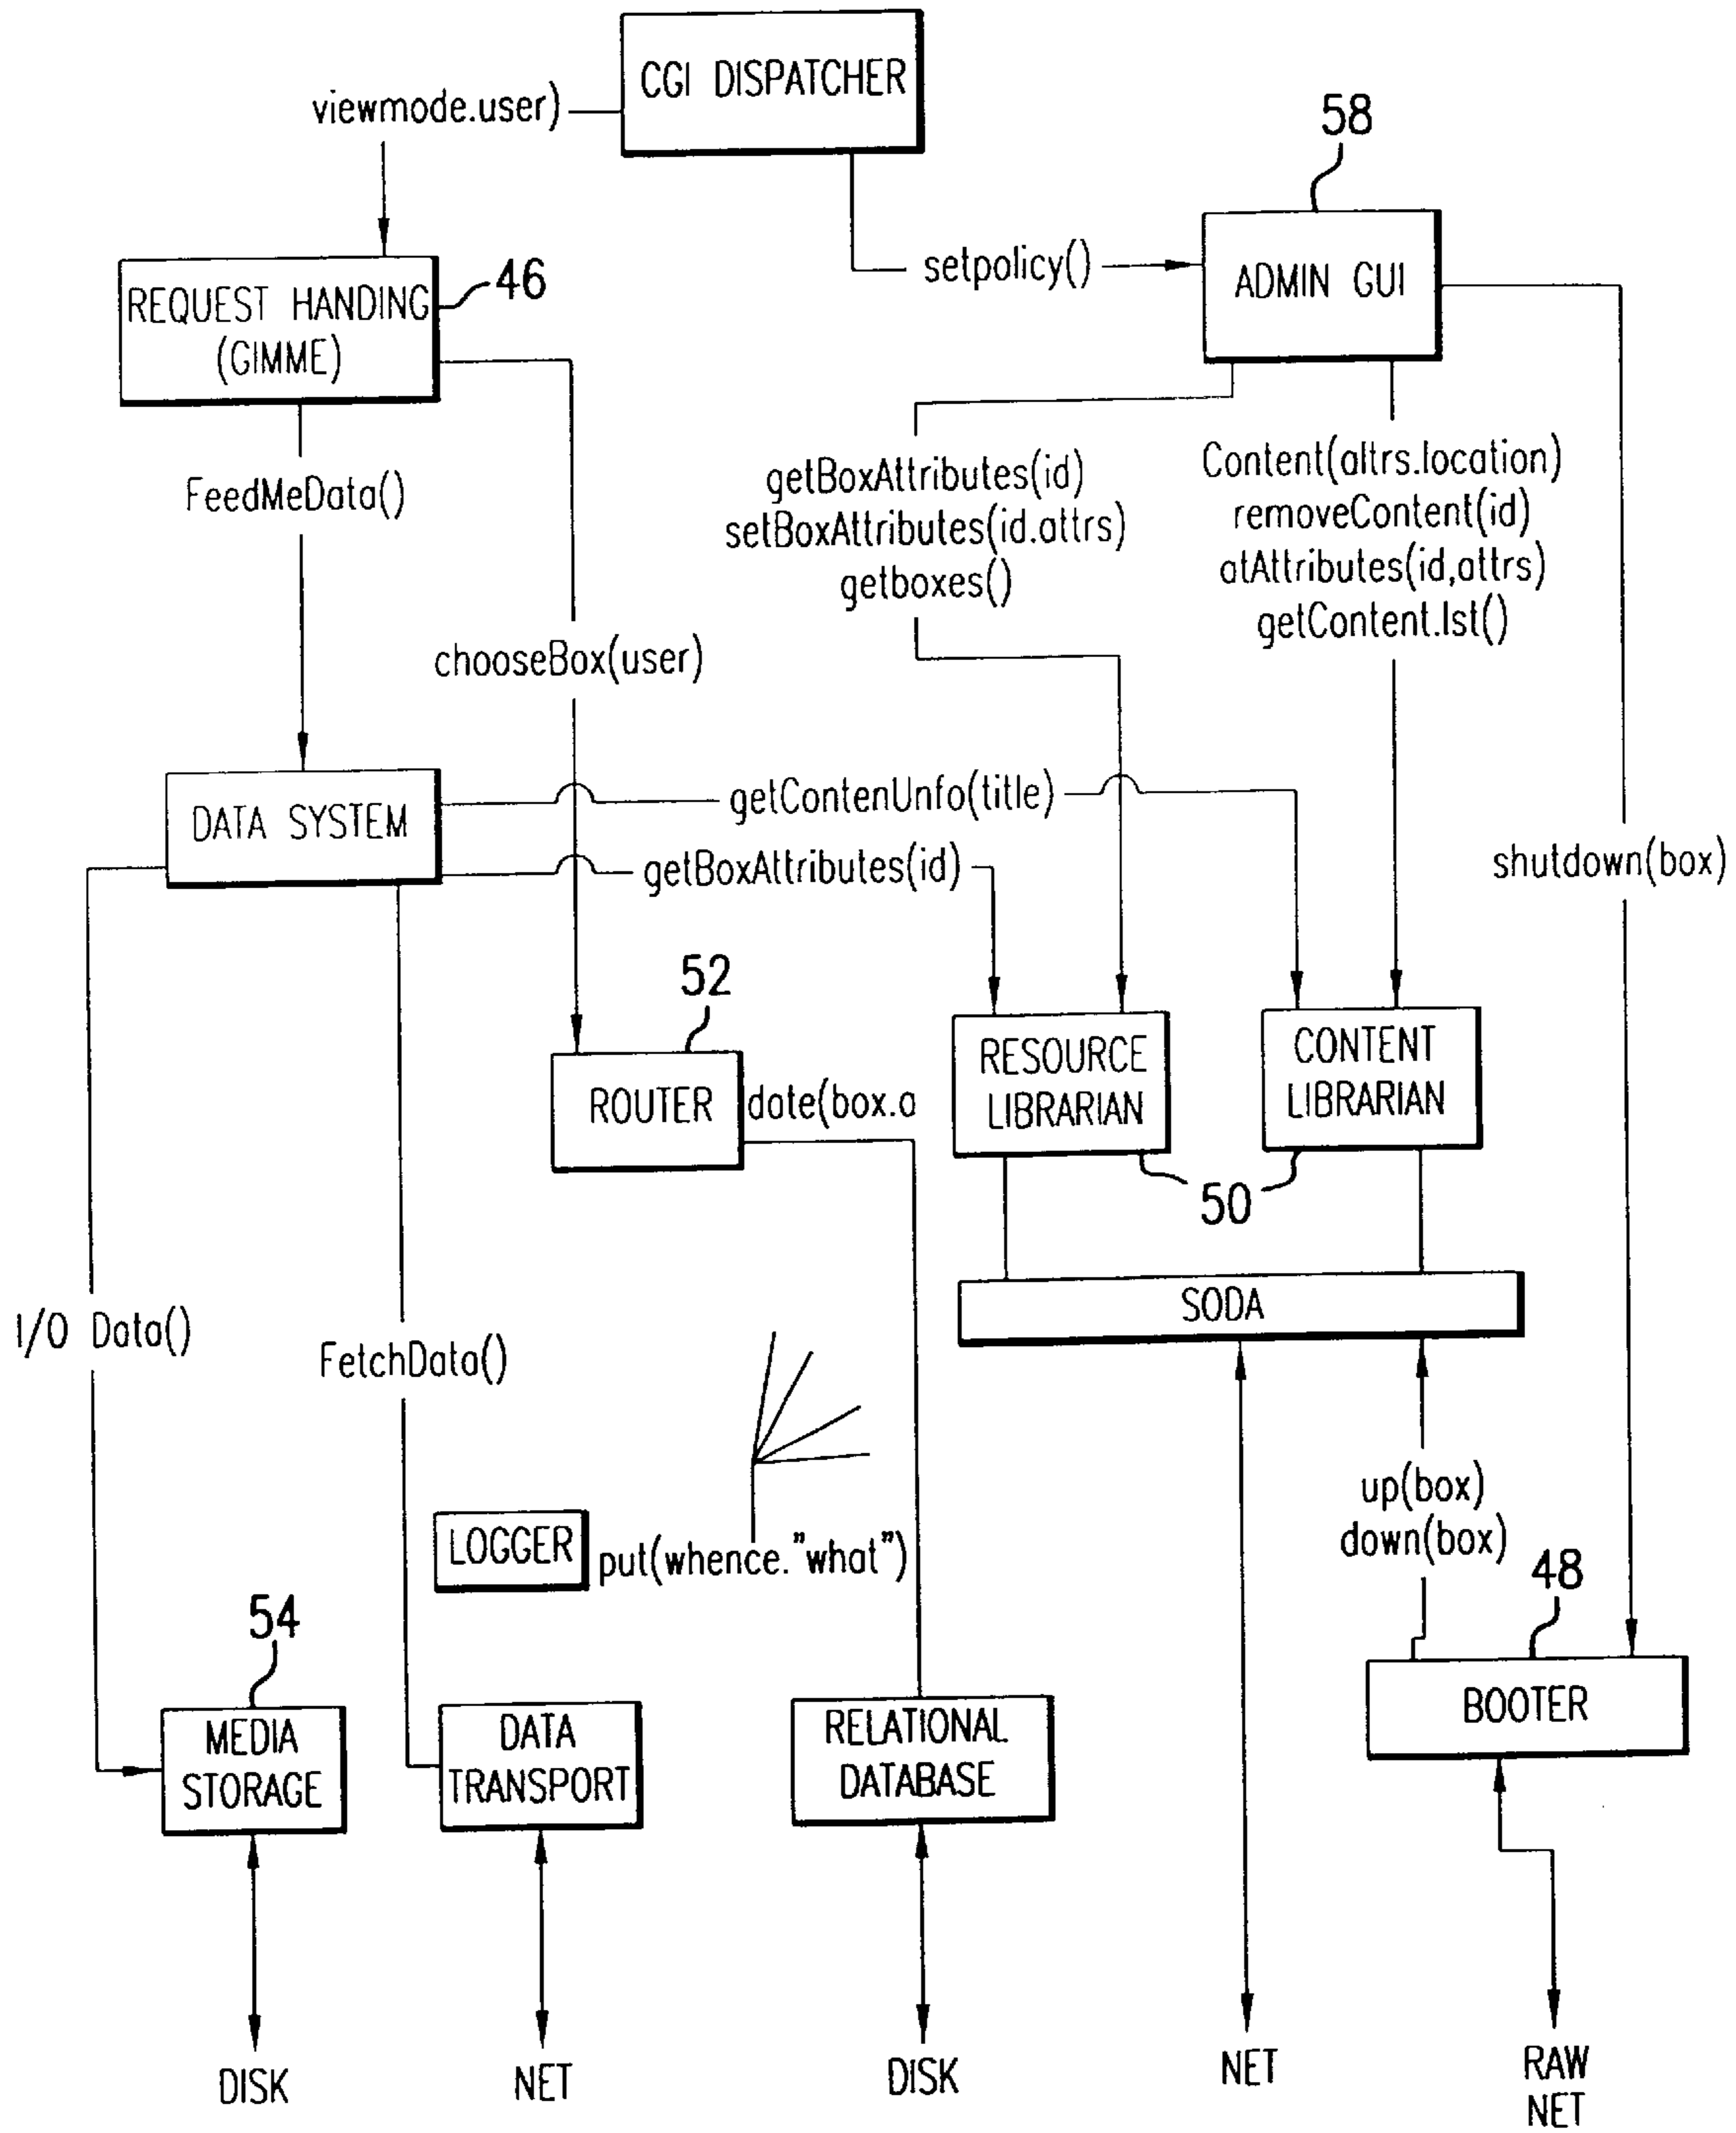 CGI DISPATCHER
viewmode.user)
58
setpolicy()
ADMIN GUI
46
REQUEST HANDING
(GIMME)
FeedMeData()
getBoxAttributes(id)
setBoxAttributes(id.attrs)
getboxes()
Content(altrs.location)
removeContent(id)
atAttributes(id,attrs)
getContent.lst()
chooseBox(user)
DATA SYSTEM
getContenUnfo(title)
getBoxAttributes(id)
shutdown(box)
52
ROUTER
date(box.a
RESOURCE
LIBRARIAN
CONTENT
LIBRARIAN
50
SODA
I/O Data()
FetchData()
up(box)
down(box)
LOGGER
put(whence."what")
48
54
BOOTER
MEDIA
STORAGE
DATA
TRANSPORT
RELATIONAL
DATABASE
DISK
NET
DISK
NET
RAW
NET